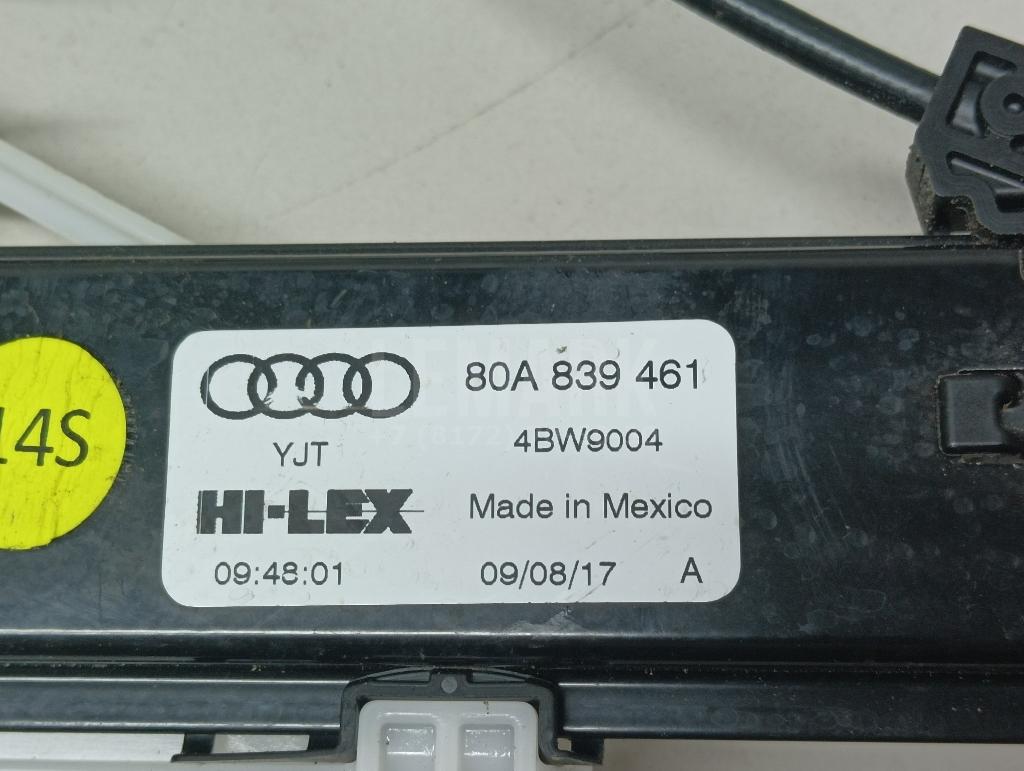 80A 839 461
YJT 4BW9004
HI-LEX Made in Mexico
09:48:01 09/08/17 A
14S